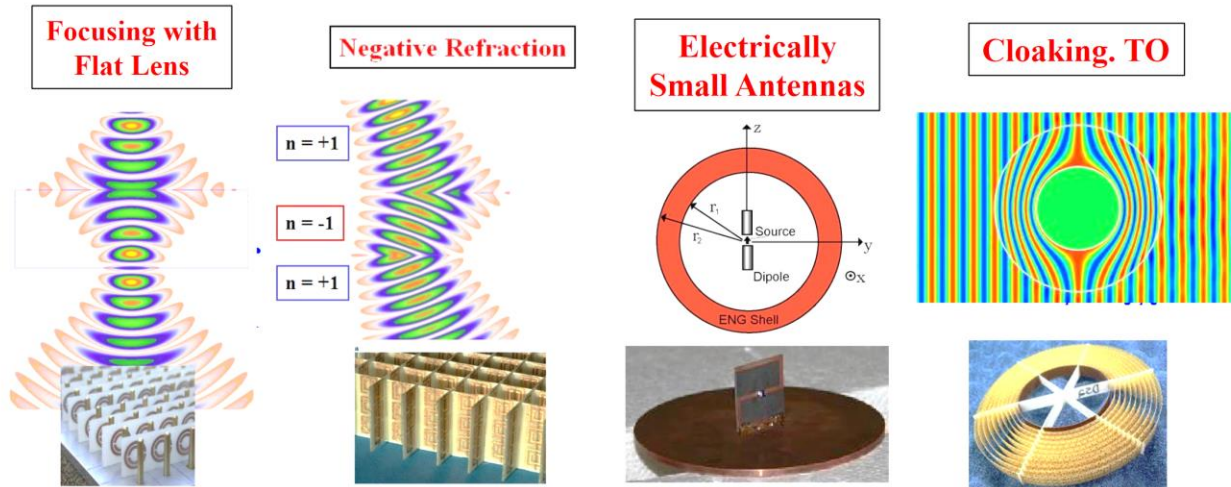 Focusing with
Flat Lens
Negative Refraction
Electrically
Small Antennas
Cloaking. TO
n = +1
n = -1
n = +1
z
r₁
r₂
Source
y
Dipole
x
ENG Shell